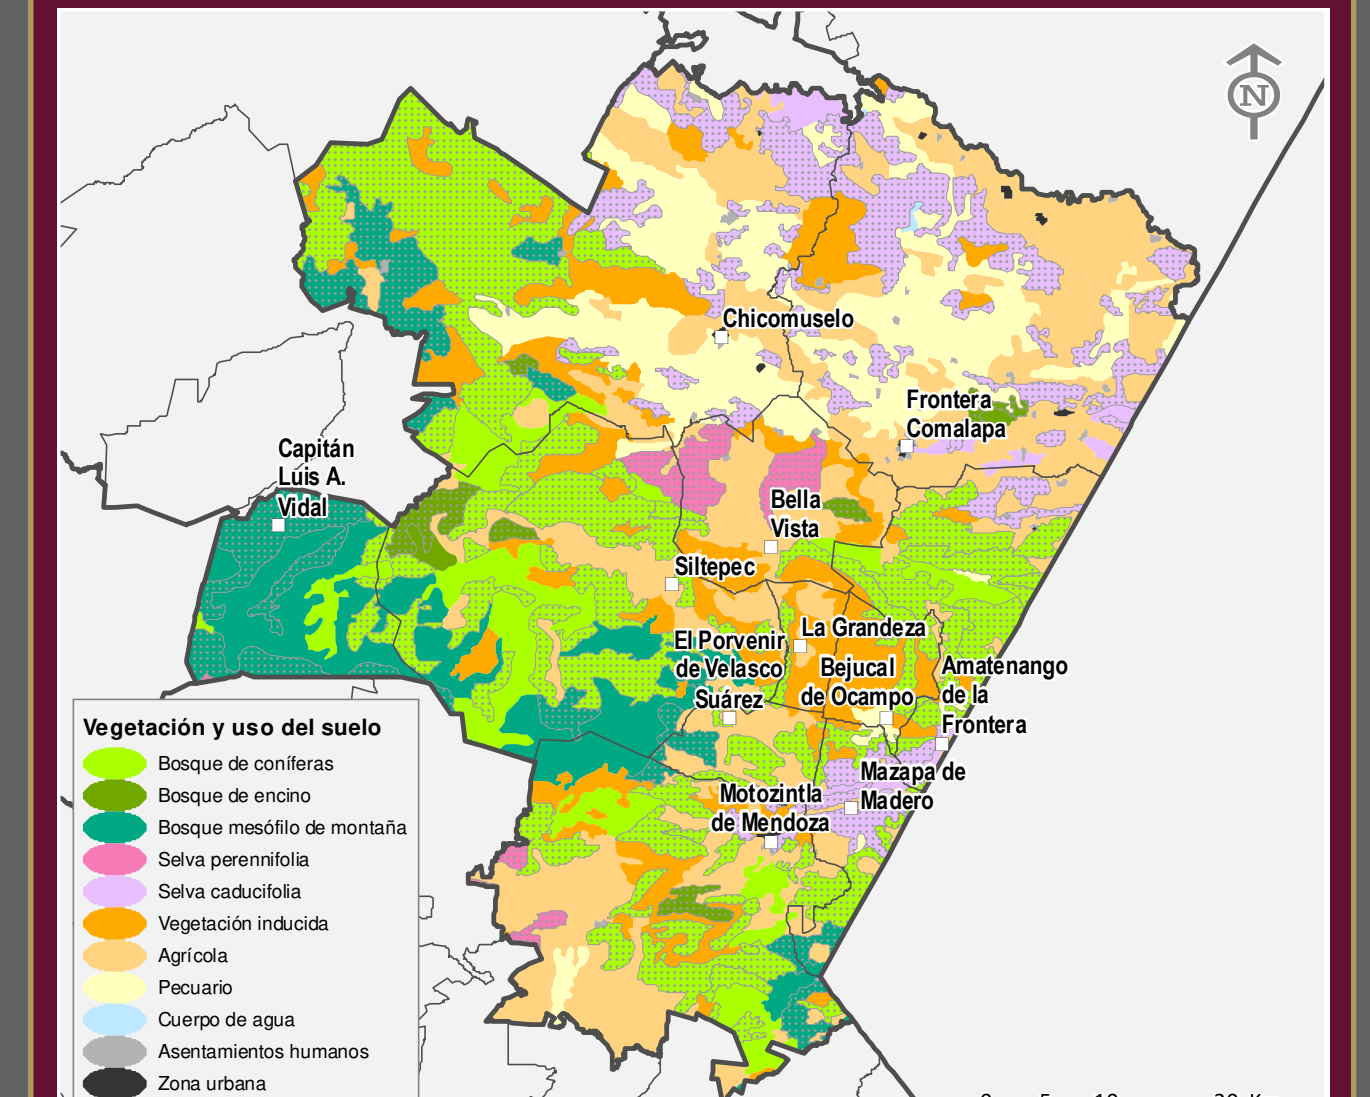 N
Chicomuselo
Frontera
Comalapa
Capitán
Luis A.
Vidal
Bella
Vista
Siltepec
La Grandeza
El Porvenir
de Velasco
Suárez
Bejucal
de Ocampo
Amatenango
de la
Frontera
Mazapa de
Madero
Motozintla
de Mendoza
Vegetación y uso del suelo
Bosque de coníferas
Bosque de encino
Bosque mesófilo de montaña
Selva perennifolia
Selva caducifolia
Vegetación inducida
Agrícola
Pecuario
Cuerpo de agua
Asentamientos humanos
Zona urbana